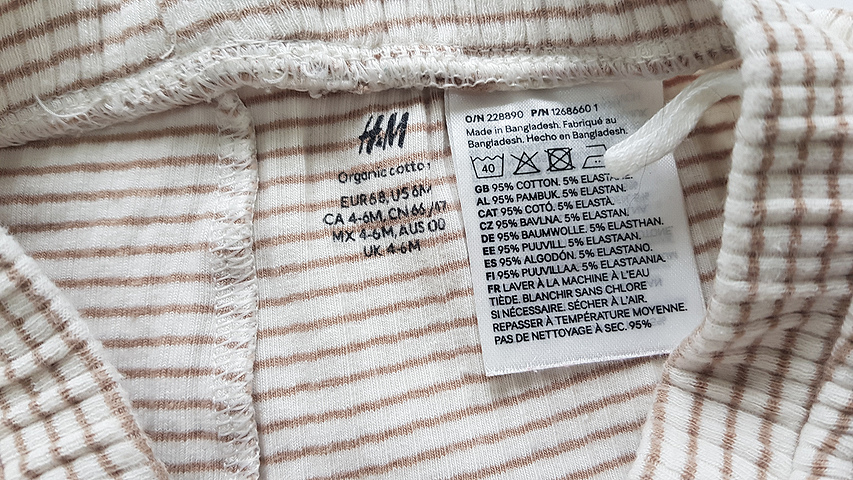 H&M
Organic cotton
EUR 68, US 6M
CA 4-6M, CN 66/47
MX 4-6M, AUS 00
UK 4-6M
O/N 228890 P/N 1268660 1
Made in Bangladesh. Fabriqué au
Bangladesh. Hecho en Bangladesh.
40
GB 95% COTTON. 5% ELASTANE.
AL 95% PAMBUK. 5% ELASTAN.
CAT 95% COTÓ. 5% ELASTÀ.
CZ 95% BAVLNA. 5% ELASTAN.
DE 95% BAUMWOLLE. 5% ELASTHAN.
EE 95% PUUVILL. 5% ELASTAAN.
ES 95% ALGODÓN. 5% ELASTANO.
FI 95% PUUVILLAA. 5% ELASTAANIA.
FR LAVER À LA MACHINE À L'EAU
TIÈDE. BLANCHIR SANS CHLORE
SI NÉCESSAIRE. SÉCHER À L'AIR.
REPASSER À TEMPÉRATURE MOYENNE.
PAS DE NETTOYAGE À SEC. 95%